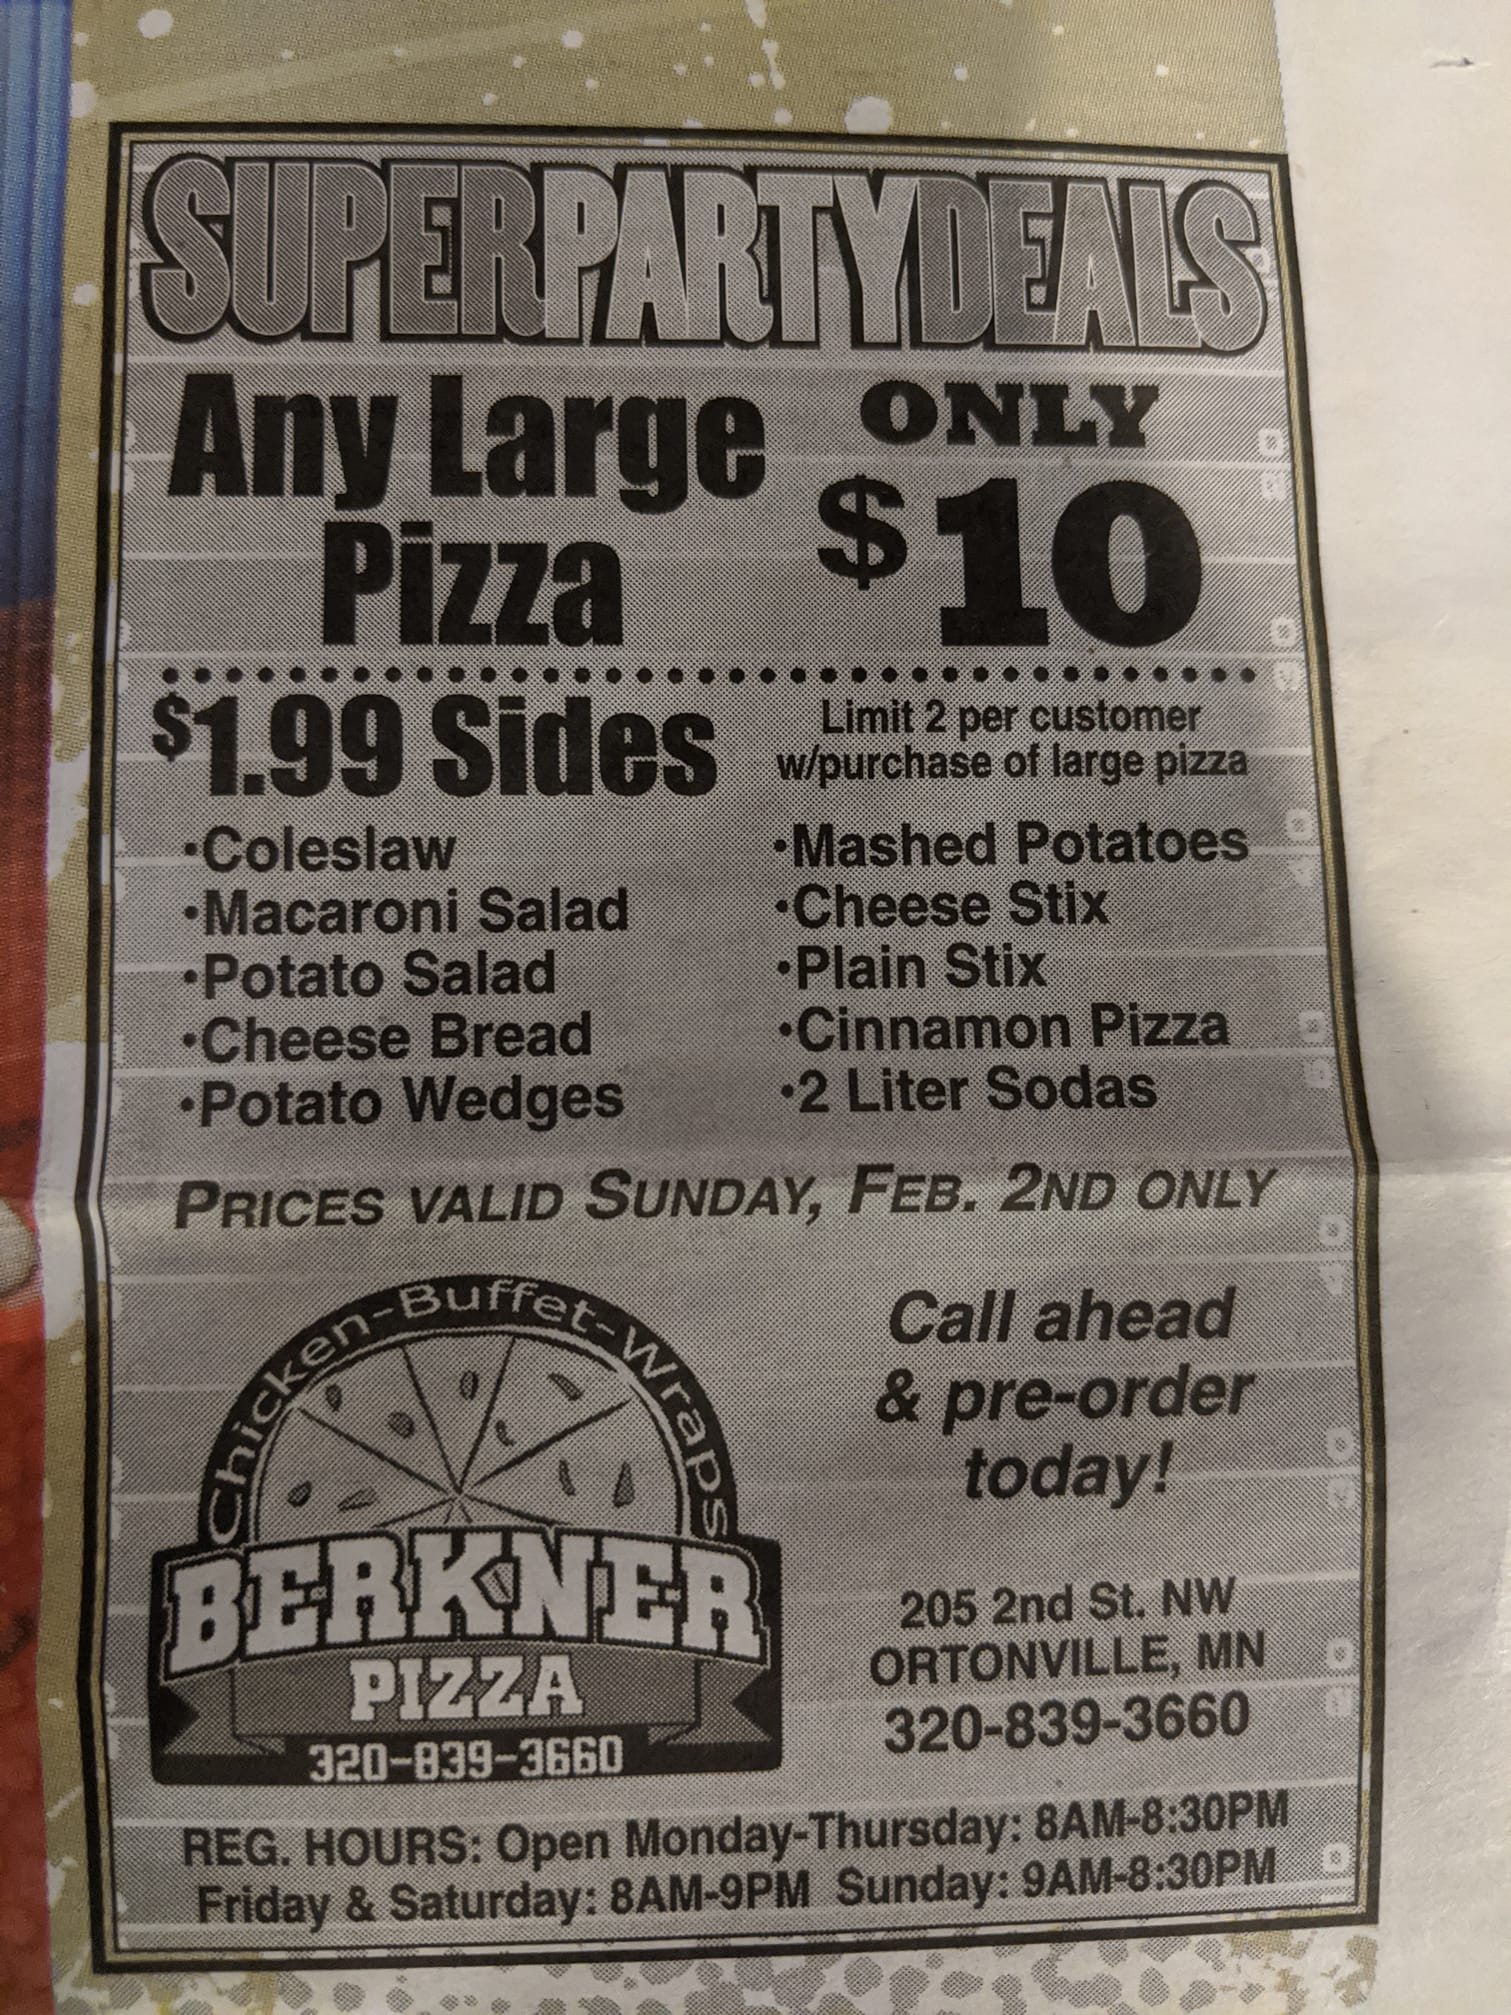 SUPERPARTYDEALS
Any Large
Pizza
ONLY
$10
$1.99 Sides
Limit 2 per customer
w/purchase of large pizza
•Coleslaw
•Macaroni Salad
•Potato Salad
•Cheese Bread
•Potato Wedges
•Mashed Potatoes
•Cheese Stix
•Plain Stix
•Cinnamon Pizza
•2 Liter Sodas
PRICES VALID SUNDAY, FEB. 2ND ONLY
Chicken-Buffet-Wraps
BERKNER
PIZZA
320-839-3660
Call ahead
& pre-order
today!
205 2nd St. NW
ORTONVILLE, MN
320-839-3660
REG. HOURS: Open Monday-Thursday: 8AM-8:30PM
Friday & Saturday: 8AM-9PM Sunday: 9AM-8:30PM